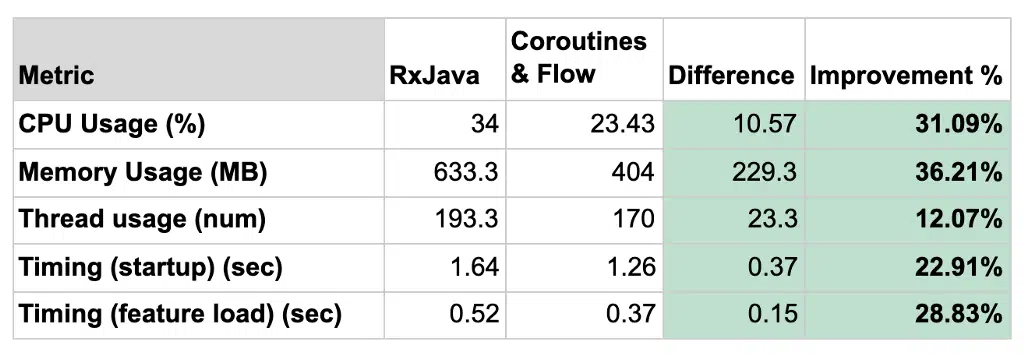 Metric RxJava Coroutines & Flow Difference Improvement %
CPU Usage (%) 34 23.43 10.57 31.09%
Memory Usage (MB) 633.3 404 229.3 36.21%
Thread usage (num) 193.3 170 23.3 12.07%
Timing (startup) (sec) 1.64 1.26 0.37 22.91%
Timing (feature load) (sec) 0.52 0.37 0.15 28.83%